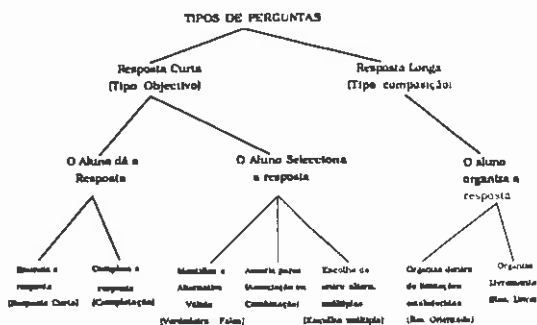 TIPOS DE PERGUNTAS
Resposta Curta
(Tipo Objectivo)
Resposta Longa
(Tipo composição)
O Aluno dá a
Resposta
O Aluno Selecciona
a resposta
O aluno
organiza a
resposta
resposta
(Resposta Curta)
Completa a
resposta
(Completação)
Identifica a
Alternativa
Válida
(Verdadeiro Falso)
Associa pares
(Associação ou
Combinação)
Escolhe de
entre altern.
múltiplas
(Escolha múltipla)
Organiza dentro
de limitações
estabelecidas
(Res. Orientada)
Organiza
Livremente
(Res. Livre)